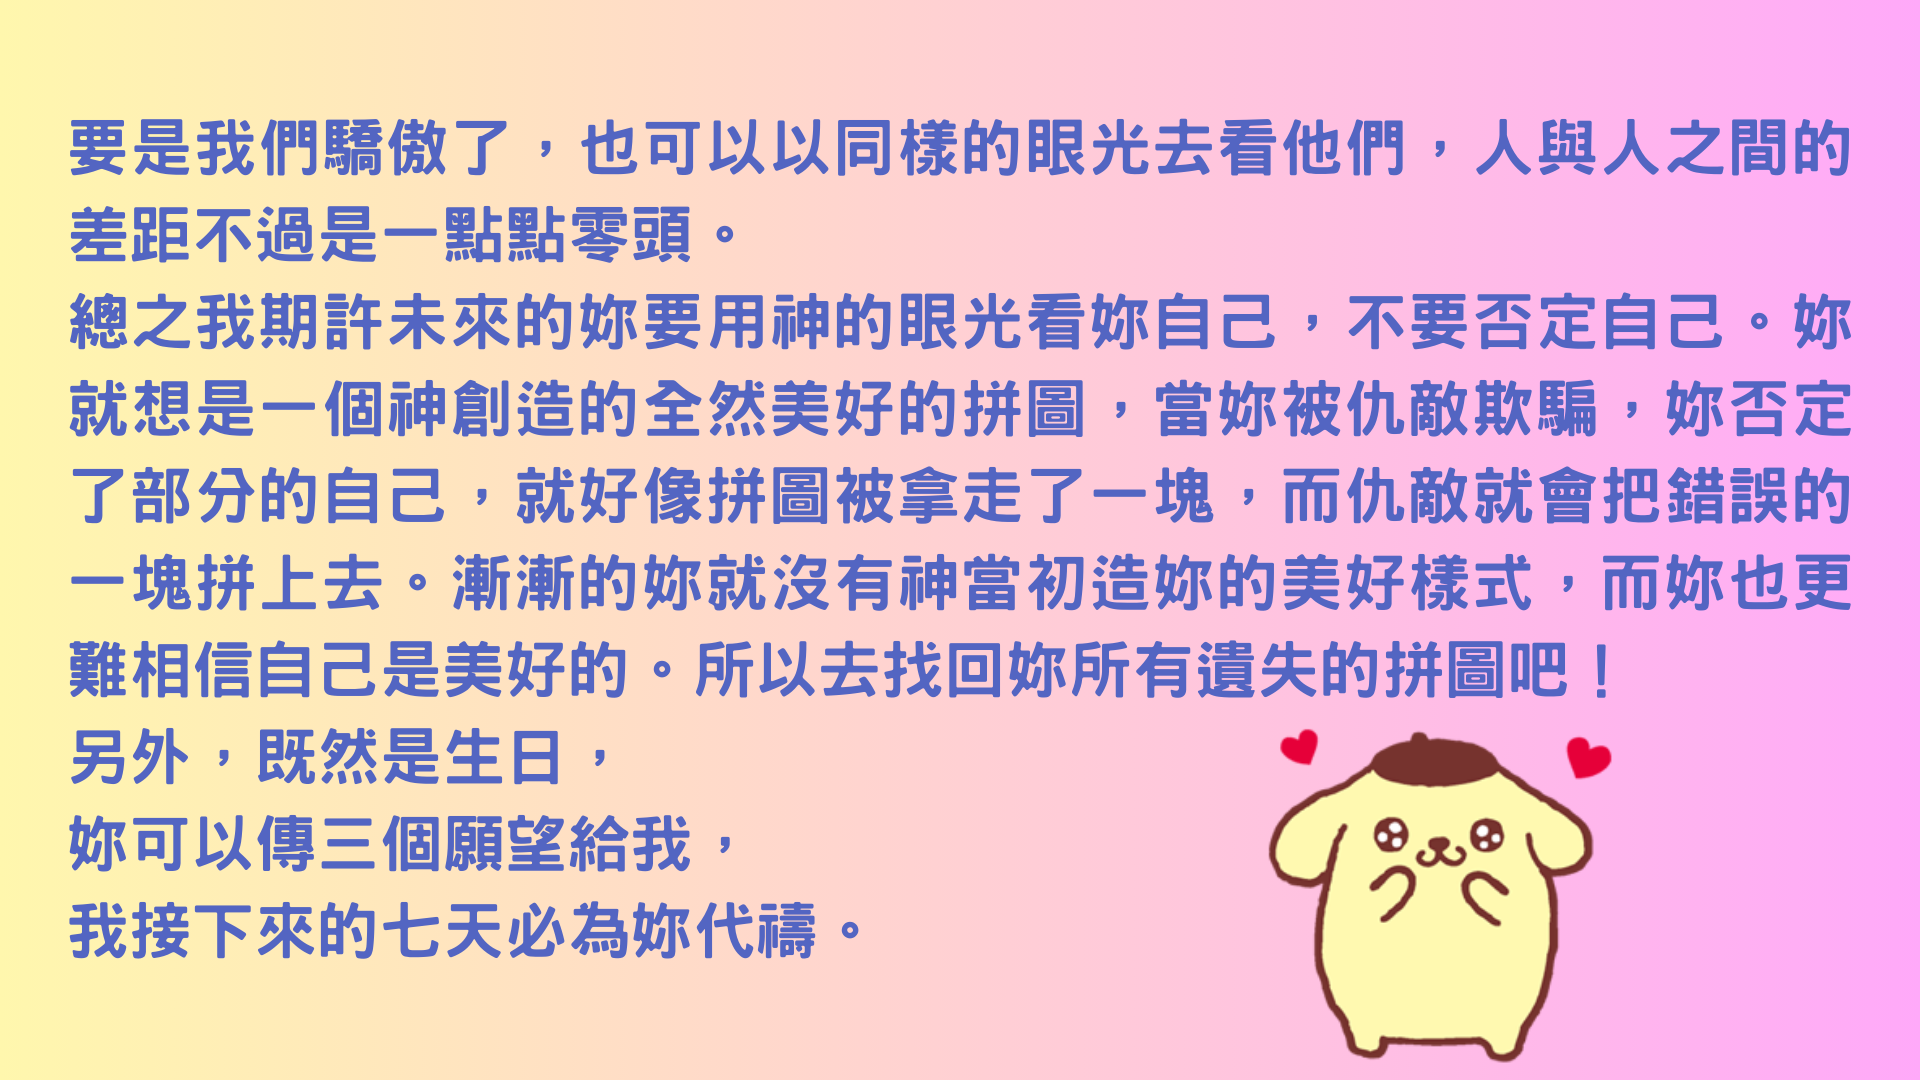 要是我們驕傲了，也可以以同樣的眼光去看他們，人與人之間的
差距不過是一點點零頭。
總之我期許未來的妳要用神的眼光看妳自己，不要否定自己。妳
就想是一個神創造的全然美好的拼圖，當妳被仇敵欺騙，妳否定
了部分的自己，就好像拼圖被拿走了一塊，而仇敵就會把錯誤的
一塊拼上去。漸漸的妳就沒有神當初造妳的美好樣式，而妳也更
難相信自己是美好的。所以去找回妳所有遺失的拼圖吧！
另外，既然是生日，
妳可以傳三個願望給我，
我接下來的七天必為妳代禱。